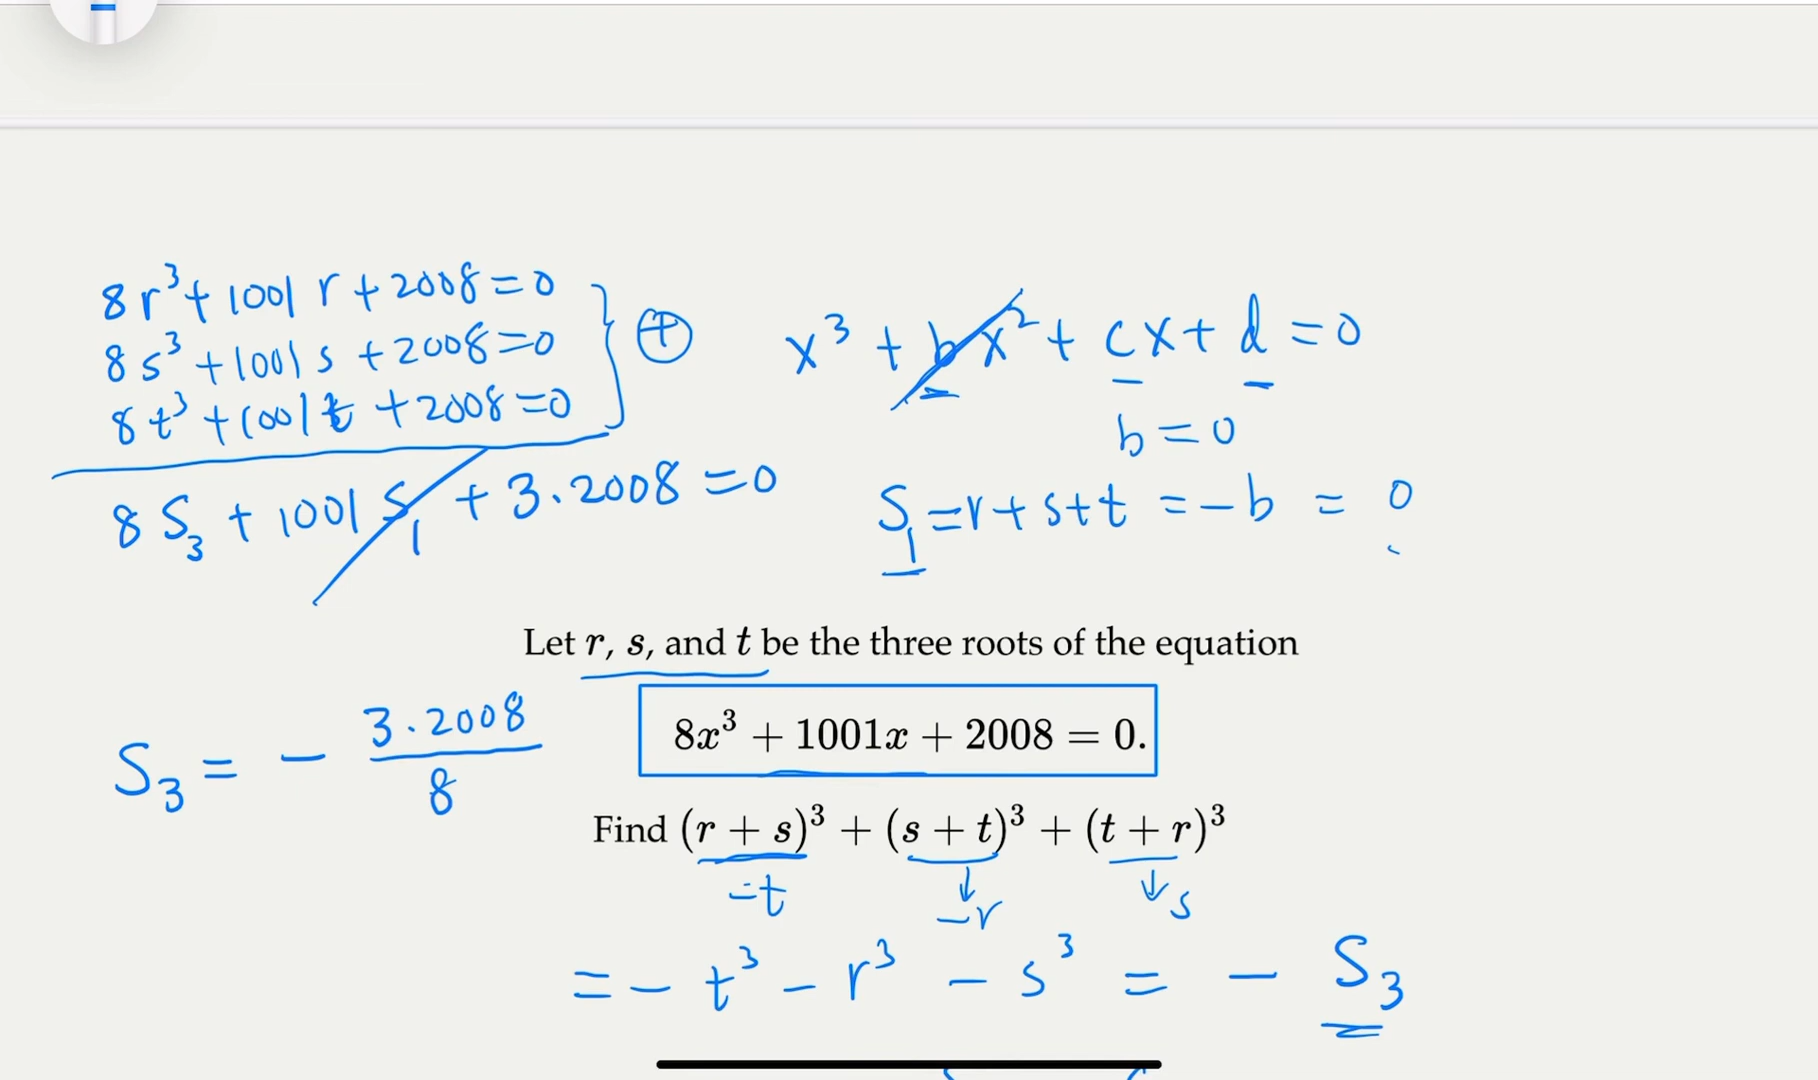 8r³ + 1001 r + 2008 = 0
8s³ + 1001 s + 2008 = 0
8t³ + 1001 t + 2008 = 0
8 S₃ + 1001 S₁ + 3.2008 = 0
x³ + bx² + cx + d = 0
b = 0
S₁ = r + s + t = -b = 0
Let r, s, and t be the three roots of the equation
8x³ + 1001x + 2008 = 0.
S₃ = - 3.2008 / 8
Find (r + s)³ + (s + t)³ + (t + r)³
-t ↓ -r ↓ s
= - t³ - r³ - s³ = - S₃